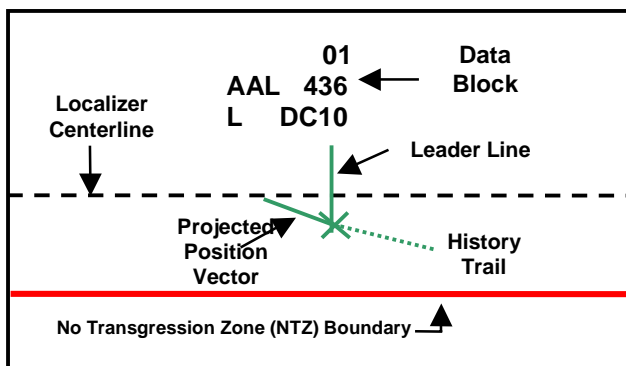 01
AAL 436
L DC10
Data
Block
Localizer
Centerline
Leader Line
Projected
Position
Vector
History
Trail
No Transgression Zone (NTZ) Boundary